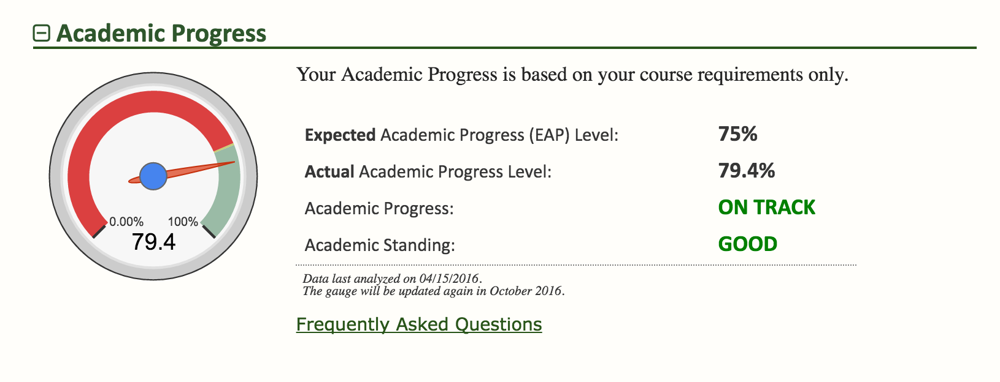 Academic Progress
Your Academic Progress is based on your course requirements only.
Expected Academic Progress (EAP) Level: 75%
Actual Academic Progress Level: 79.4%
Academic Progress: ON TRACK
Academic Standing: GOOD
0.00% 100%
79.4
Data last analyzed on 04/15/2016.
The gauge will be updated again in October 2016.
Frequently Asked Questions